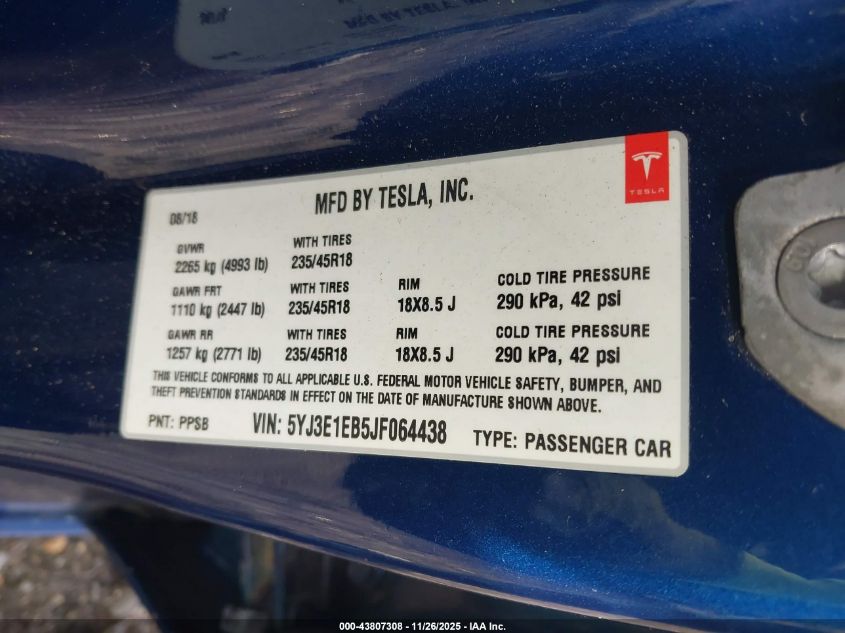 MFD BY TESLA, INC.
TESLA
08/18
GVWR WITH TIRES
2265 kg (4993 lb) 235/45R18
GAWR FRT WITH TIRES RIM COLD TIRE PRESSURE
1110 kg (2447 lb) 235/45R18 18X8.5 J 290 kPa, 42 psi
GAWR RR WITH TIRES RIM COLD TIRE PRESSURE
1257 kg (2771 lb) 235/45R18 18X8.5 J 290 kPa, 42 psi
THIS VEHICLE CONFORMS TO ALL APPLICABLE U.S. FEDERAL MOTOR VEHICLE SAFETY, BUMPER, AND
THEFT PREVENTION STANDARDS IN EFFECT ON THE DATE OF MANUFACTURE SHOWN ABOVE.
PNT: PPSB VIN: 5YJ3E1EB5JF064438 TYPE: PASSENGER CAR
000-43807308 - 11/26/2025 - IAA Inc.